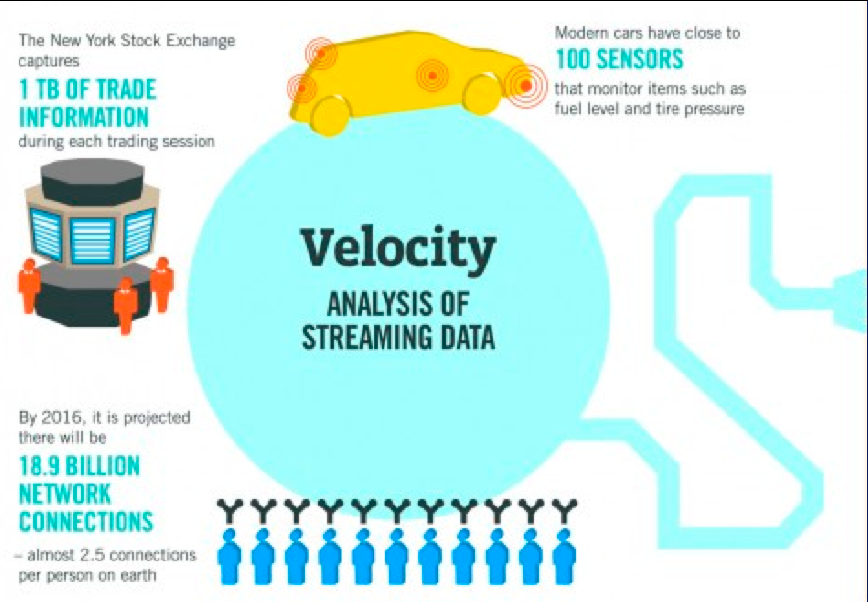 The New York Stock Exchange
captures
1 TB OF TRADE
INFORMATION
during each trading session
Modern cars have close to
100 SENSORS
that monitor items such as
fuel level and tire pressure
Velocity
ANALYSIS OF
STREAMING DATA
By 2016, it is projected
there will be
18.9 BILLION
NETWORK
CONNECTIONS
– almost 2.5 connections
per person on earth